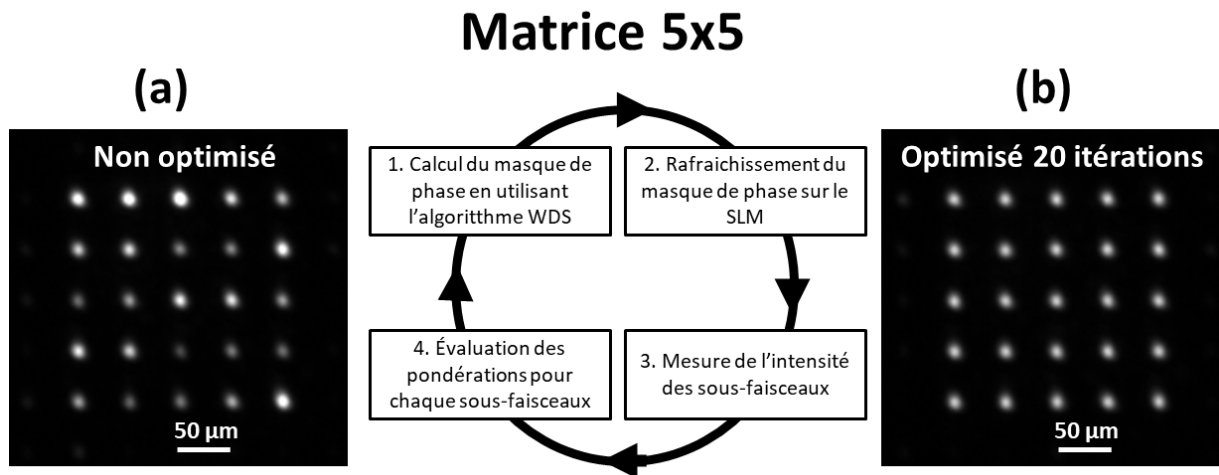 Matrice 5x5
(a)
(b)
Non optimisé
50 µm
1. Calcul du masque de
phase en utilisant
l'algoritthme WDS
2. Rafraichissement du
masque de phase sur le
SLM
3. Mesure de l'intensité
des sous-faisceaux
4. Évaluation des
pondérations pour
chaque sous-faisceaux
Optimisé 20 itérations
50 µm